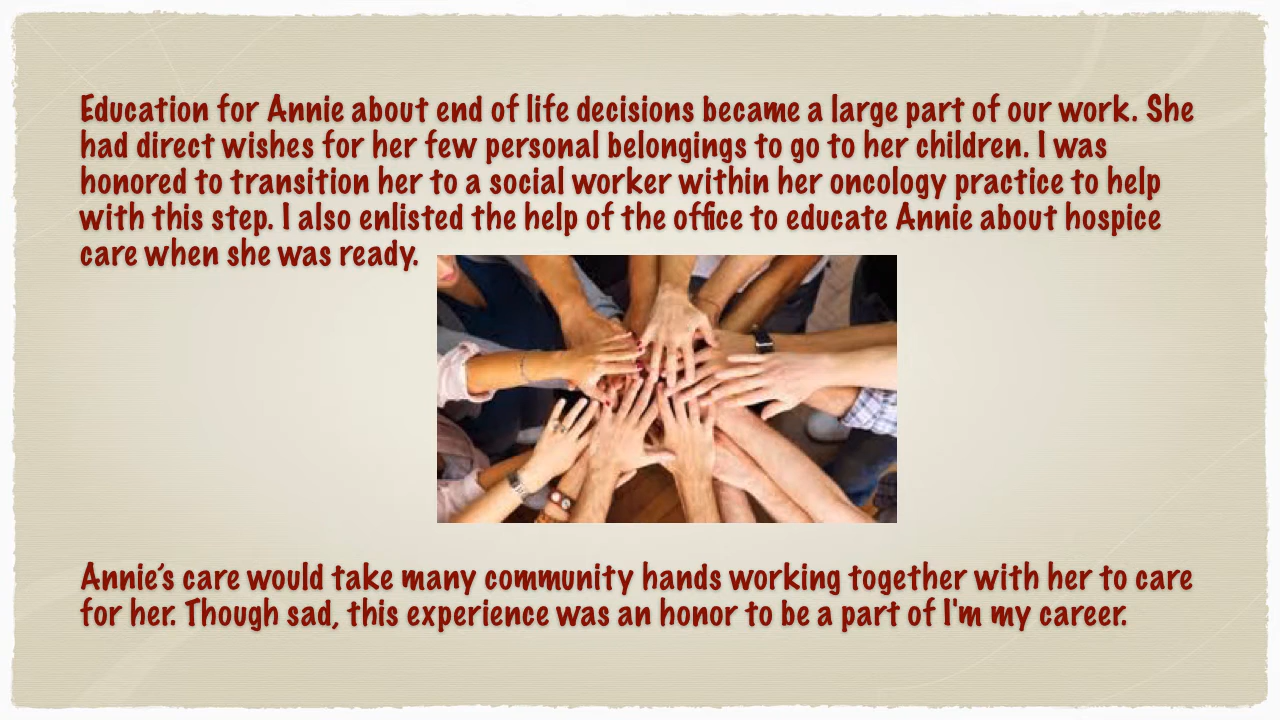 Education for Annie about end of life decisions became a large part of our work. She
had direct wishes for her few personal belongings to go to her children. I was
honored to transition her to a social worker within her oncology practice to help
with this step. I also enlisted the help of the office to educate Annie about hospice
care when she was ready.
Annie’s care would take many community hands working together with her to care
for her. Though sad, this experience was an honor to be a part of I'm my career.